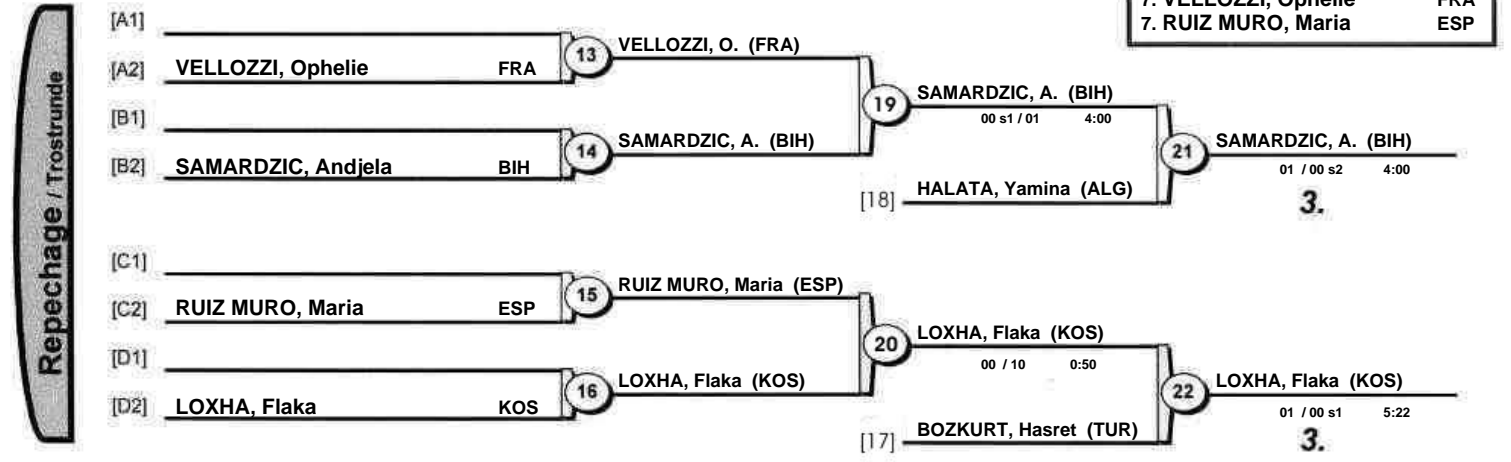 7. VELLOZZI, Ophelie FRA
7. RUIZ MURO, Maria ESP
Repechage / Trostrunde
[A1]
[A2] VELLOZZI, Ophelie FRA
13 VELLOZZI, O. (FRA)
[B1]
[B2] SAMARDZIC, Andjela BIH
14 SAMARDZIC, A. (BIH)
19 SAMARDZIC, A. (BIH)
00 s1 / 01 4:00
[18] HALATA, Yamina (ALG)
21 SAMARDZIC, A. (BIH)
01 / 00 s2 4:00
3.
[C1]
[C2] RUIZ MURO, Maria ESP
15 RUIZ MURO, Maria (ESP)
[D1]
[D2] LOXHA, Flaka KOS
16 LOXHA, Flaka (KOS)
20 LOXHA, Flaka (KOS)
00 / 10 0:50
[17] BOZKURT, Hasret (TUR)
22 LOXHA, Flaka (KOS)
01 / 00 s1 5:22
3.